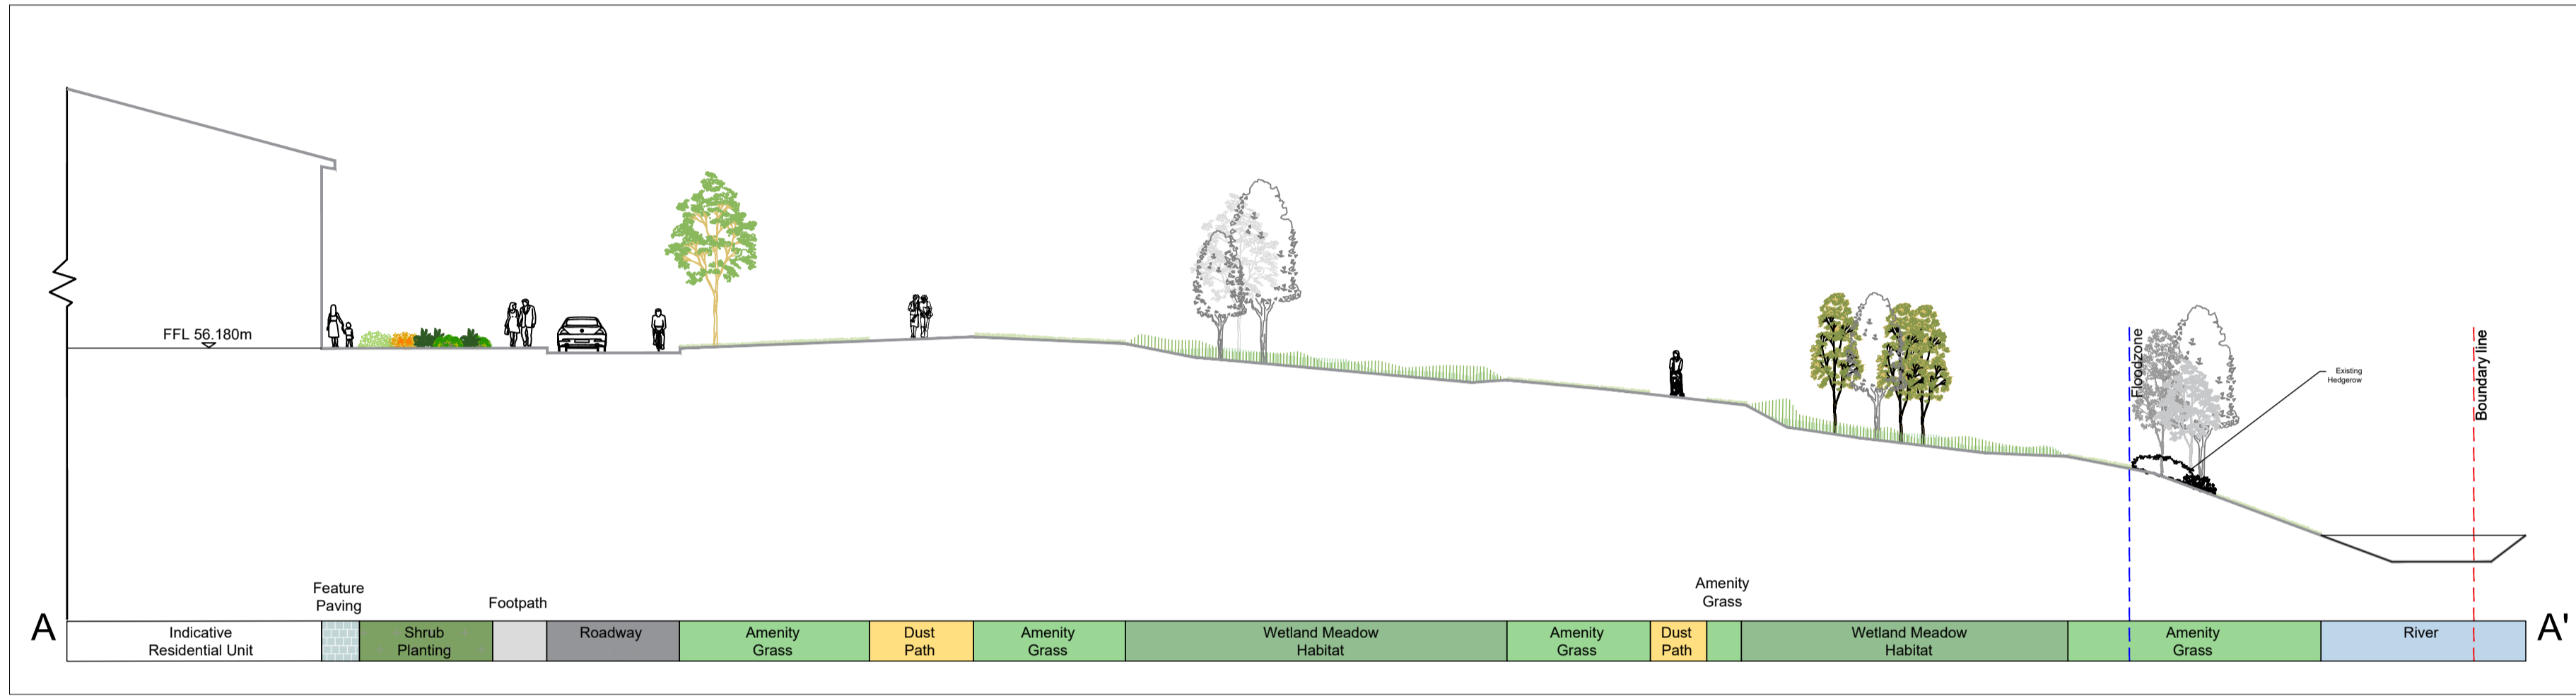 FFL 56.180m
Floodzone
Existing
Hedgerow
Boundary line
Feature
Paving
Footpath
Amenity
Grass
A
Indicative
Residential Unit
Shrub
Planting
Roadway
Amenity
Grass
Dust
Path
Amenity
Grass
Wetland Meadow
Habitat
Amenity
Grass
Dust
Path
Wetland Meadow
Habitat
Amenity
Grass
River
A'